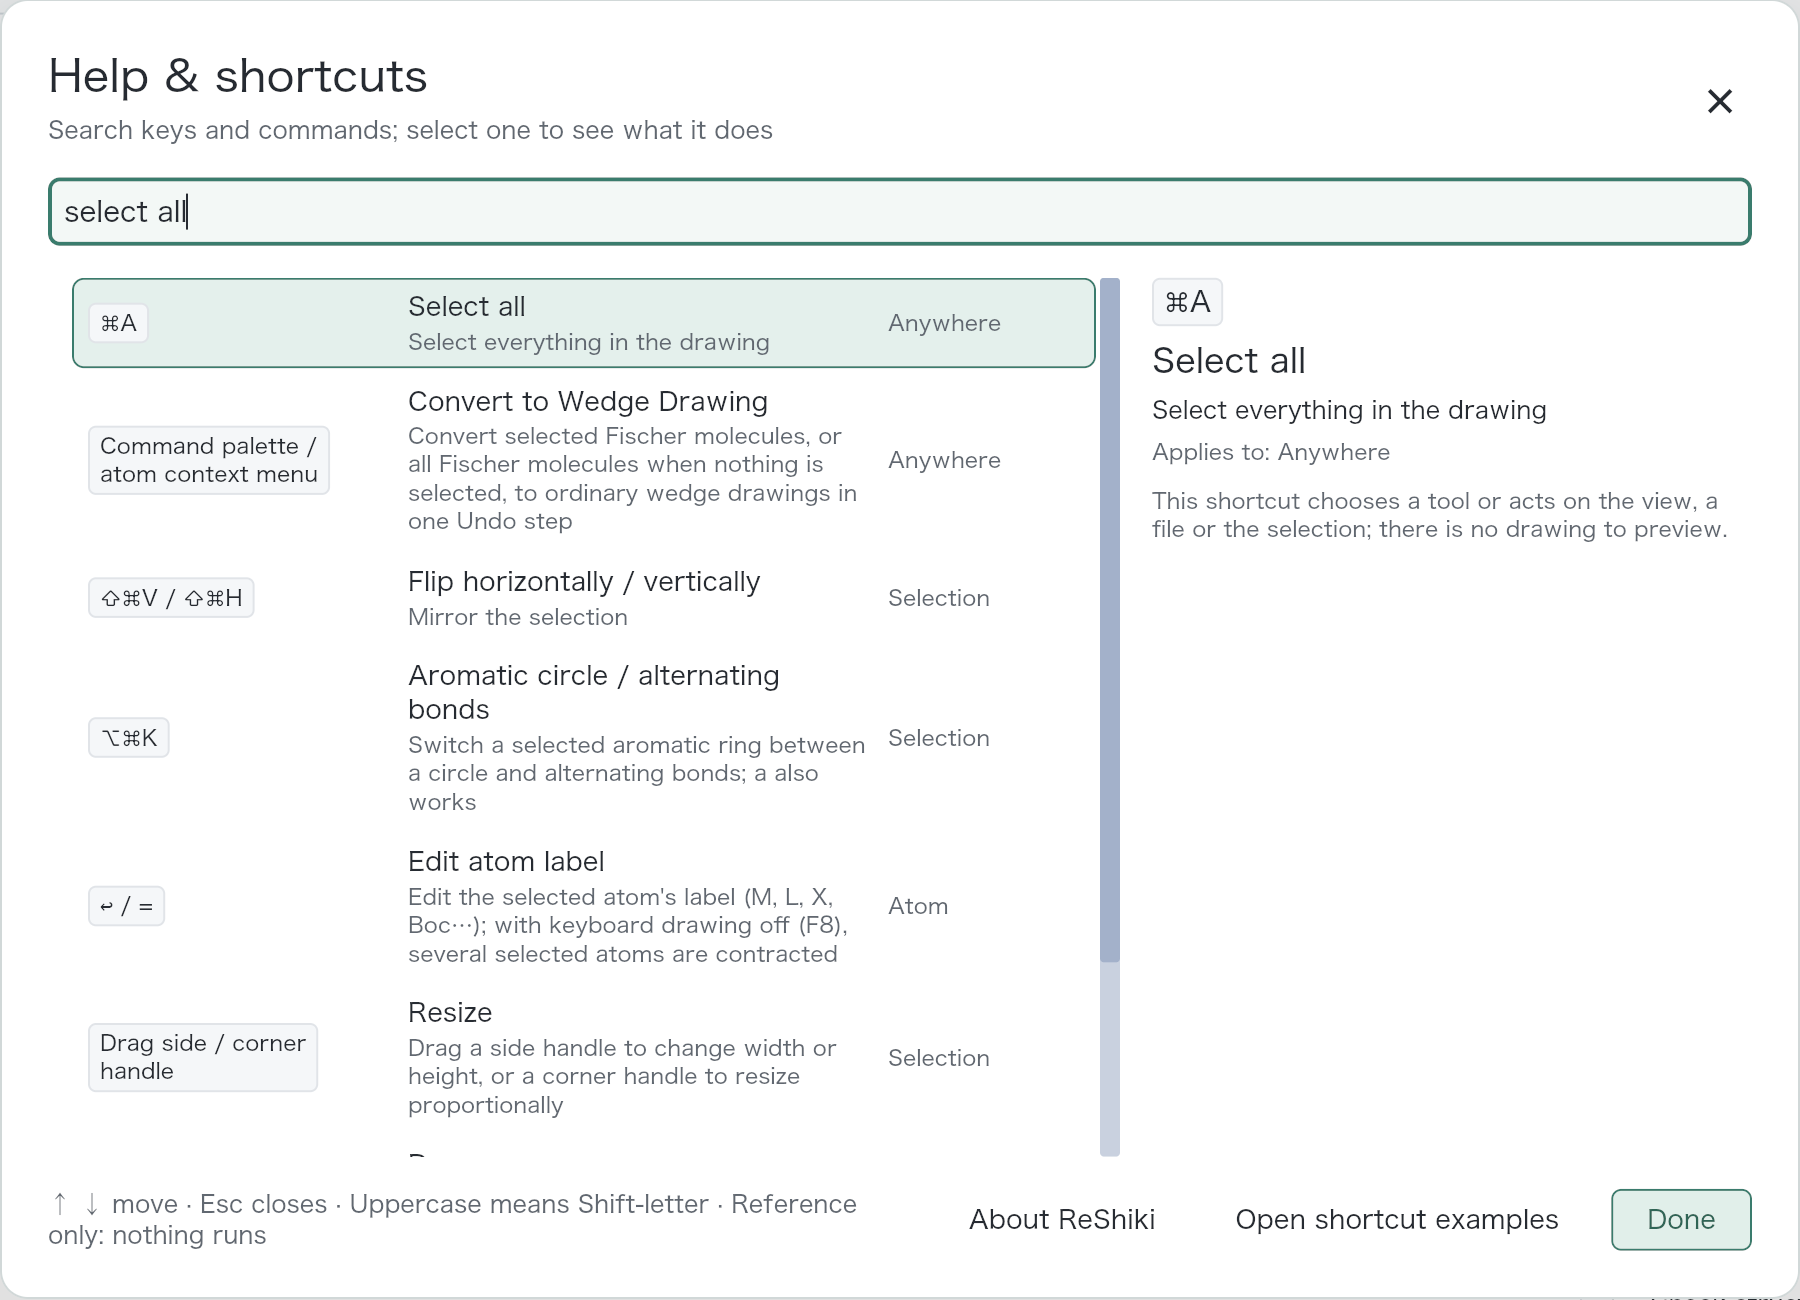 Help & shortcuts
Search keys and commands; select one to see what it does
✕
select all
⌘A
Select all
Select everything in the drawing
Anywhere
Command palette /
atom context menu
Convert to Wedge Drawing
Convert selected Fischer molecules, or
all Fischer molecules when nothing is
selected, to ordinary wedge drawings in
one Undo step
Anywhere
⇧⌘V / ⇧⌘H
Flip horizontally / vertically
Mirror the selection
Selection
⌥⌘K
Aromatic circle / alternating
bonds
Switch a selected aromatic ring between
a circle and alternating bonds; a also
works
Selection
↩ / =
Edit atom label
Edit the selected atom's label (M, L, X,
Boc…); with keyboard drawing off (F8),
several selected atoms are contracted
Atom
Drag side / corner
handle
Resize
Drag a side handle to change width or
height, or a corner handle to resize
proportionally
Selection
⌘A
Select all
Select everything in the drawing
Applies to: Anywhere
This shortcut chooses a tool or acts on the view, a
file or the selection; there is no drawing to preview.
↑ ↓ move · Esc closes · Uppercase means Shift-letter · Reference
only: nothing runs
About ReShiki
Open shortcut examples
Done